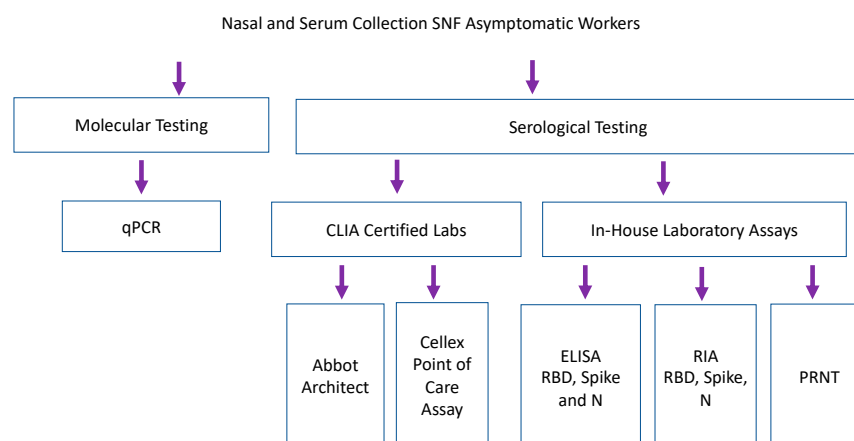 Nasal and Serum Collection SNF Asymptomatic Workers
Molecular Testing
Serological Testing
qPCR
CLIA Certified Labs
In-House Laboratory Assays
Abbot
Architect
Cellex
Point of
Care
Assay
ELISA
RBD, Spike
and N
RIA
RBD, Spike,
N
PRNT